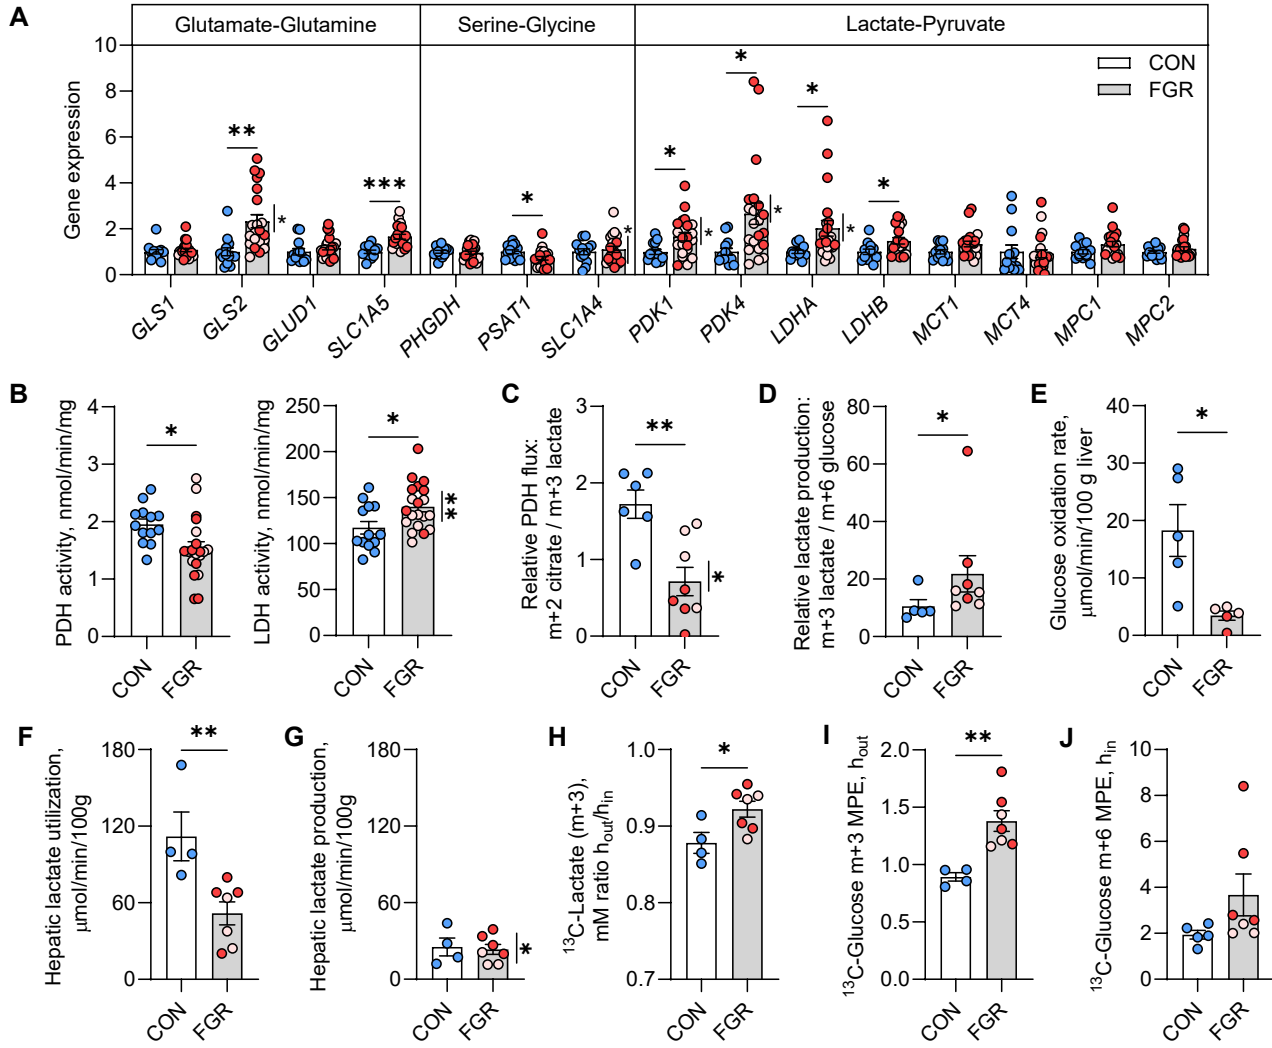 A
Glutamate-Glutamine
Serine-Glycine
Lactate-Pyruvate
Gene expression
10
8
6
4
2
0
CON
FGR
**
*
***
*
*
*
*
*
*
*
*
*
*
GLS1
GLS2
GLUD1
SLC1A5
PHGDH
PSAT1
SLC1A4
PDK1
PDK4
LDHA
LDHB
MCT1
MCT4
MPC1
MPC2
B
PDH activity, nmol/min/mg
4
3
2
1
0
*
CON
FGR
LDH activity, nmol/min/mg
250
200
150
100
50
0
*
**
CON
FGR
C
Relative PDH flux:
m+2 citrate / m+3 lactate
3
2
1
0
**
*
CON
FGR
D
Relative lactate production:
m+3 lactate / m+6 glucose
80
60
40
20
0
*
CON
FGR
E
Glucose oxidation rate,
μmol/min/100 g liver
40
30
20
10
0
*
CON
FGR
F
Hepatic lactate utilization,
μmol/min/100g
180
120
60
0
**
CON
FGR
G
Hepatic lactate production,
μmol/min/100g
180
120
60
0
*
CON
FGR
H
13C-Lactate (m+3),
mM ratio hout/hin
1.0
0.9
0.8
0.7
*
CON
FGR
I
13C-Glucose m+3 MPE, hout
2.0
1.5
1.0
0.5
0.0
**
CON
FGR
J
13C-Glucose m+6 MPE, hin
10
8
6
4
2
0
CON
FGR